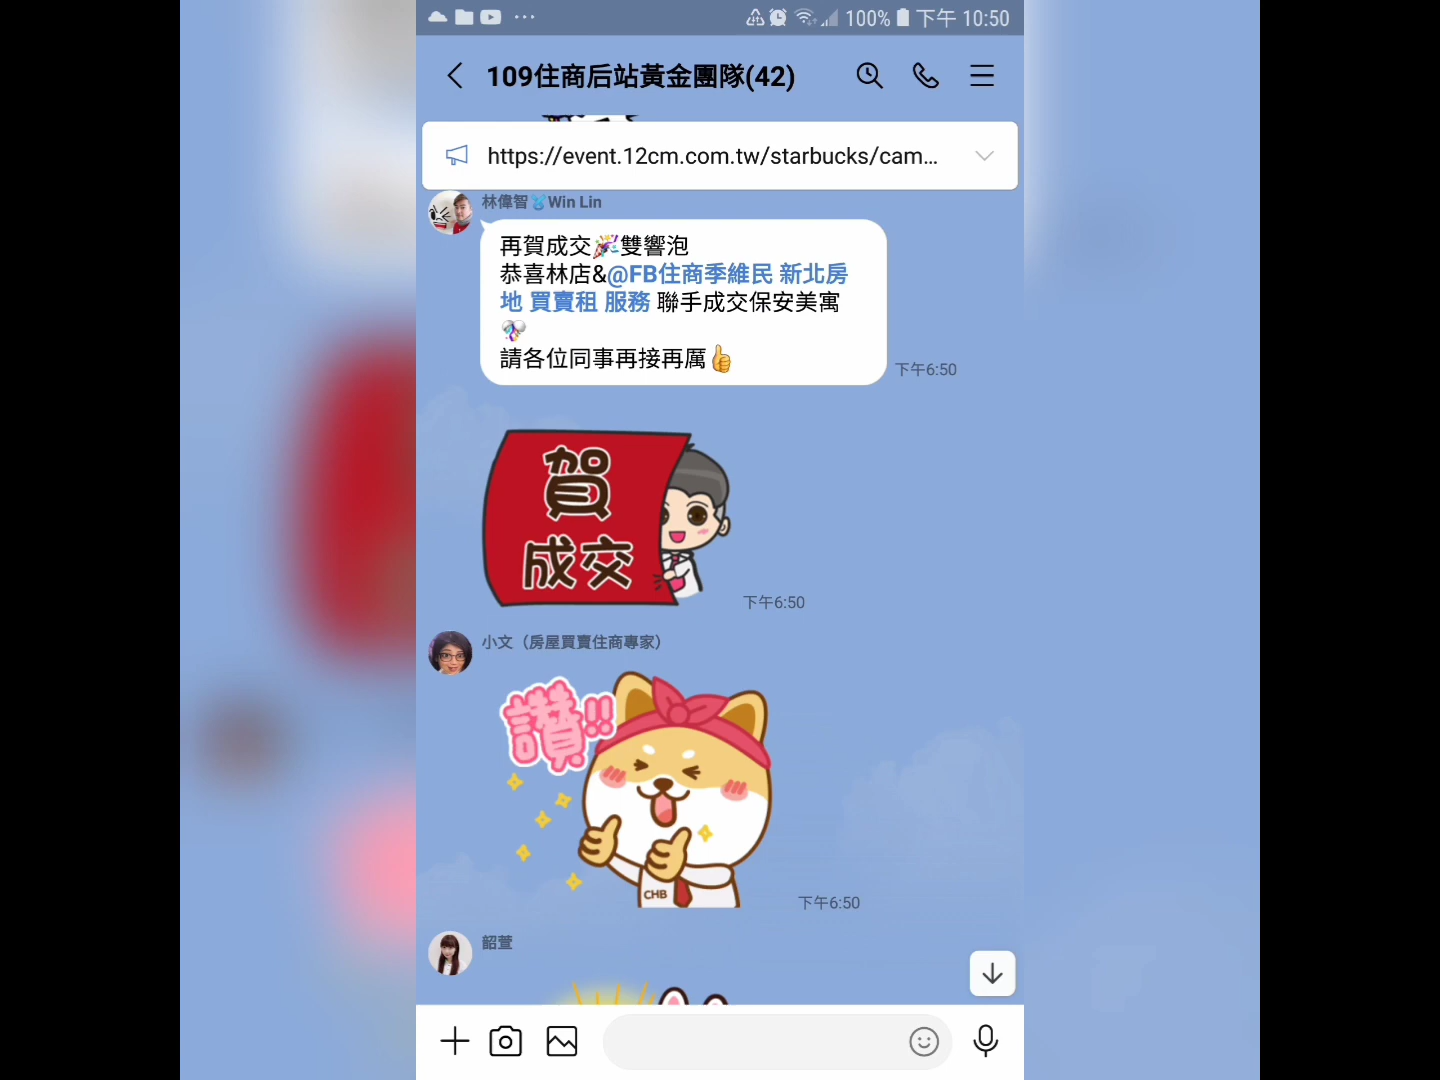 100% 下午 10:50
109住商后站黃金團隊(42)
https://event.12cm.com.tw/starbucks/cam...
林偉智Win Lin
再賀成交🎉雙響泡
恭喜林店&@FB住商季維民 新北房
地 買賣租 服務 聯手成交保安美寓
🎊
請各位同事再接再厲👍
下午6:50
賀
成交
下午6:50
小文（房屋買賣住商專家）
讚!!
CHB
下午6:50
韶萱